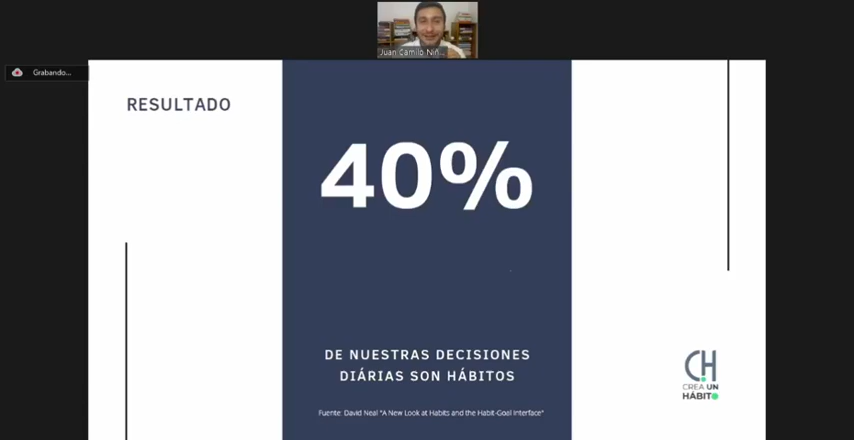 Juan Camilo Niñ...
Grabando...
RESULTADO
40%
DE NUESTRAS DECISIONES
DIÁRIAS SON HÁBITOS
Fuente: David Neal "A New Look at Habits and the Habit-Goal Interface"
CH
CREA UN
HÁBITO